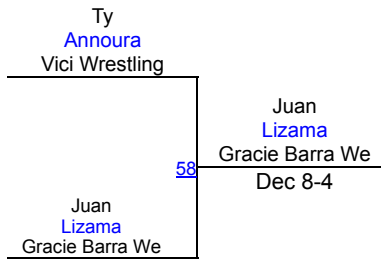 Ty
Annoura
Vici Wrestling
Juan
Lizama
Gracie Barra We
58
Dec 8-4
Juan
Lizama
Gracie Barra We